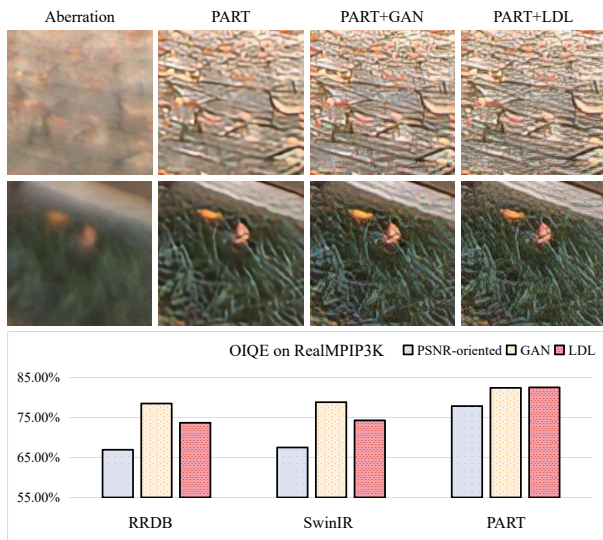 Aberration PART PART+GAN PART+LDL
OIQE on RealMPIP3K PSNR-oriented GAN LDL
85.00%
75.00%
65.00%
55.00%
RRDB SwinIR PART